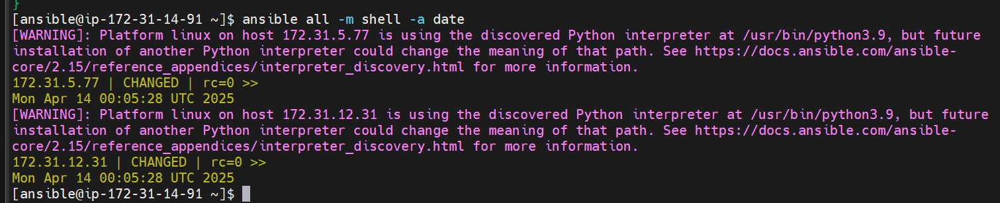 }
[ansible@ip-172-31-14-91 ~]$ ansible all -m shell -a date
[WARNING]: Platform linux on host 172.31.5.77 is using the discovered Python interpreter at /usr/bin/python3.9, but future
installation of another Python interpreter could change the meaning of that path. See https://docs.ansible.com/ansible-
core/2.15/reference_appendices/interpreter_discovery.html for more information.
172.31.5.77 | CHANGED | rc=0 >>
Mon Apr 14 00:05:28 UTC 2025
[WARNING]: Platform linux on host 172.31.12.31 is using the discovered Python interpreter at /usr/bin/python3.9, but future
installation of another Python interpreter could change the meaning of that path. See https://docs.ansible.com/ansible-
core/2.15/reference_appendices/interpreter_discovery.html for more information.
172.31.12.31 | CHANGED | rc=0 >>
Mon Apr 14 00:05:28 UTC 2025
[ansible@ip-172-31-14-91 ~]$